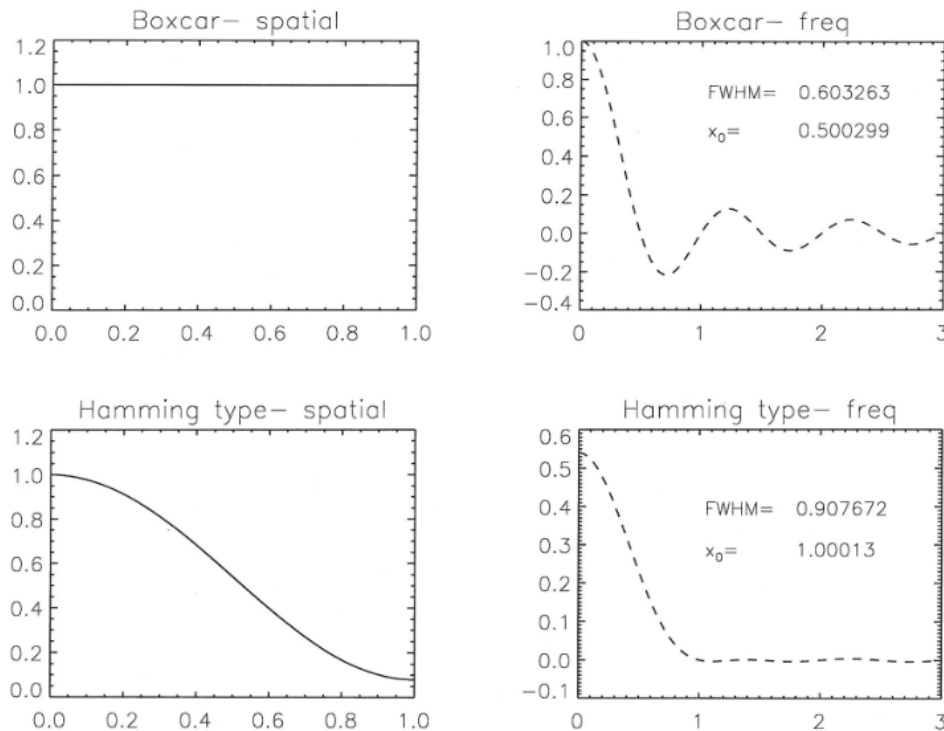 Boxcar- spatial
1.2
1.0
0.8
0.6
0.4
0.2
0.0
0.0 0.2 0.4 0.6 0.8 1.0
Boxcar- freq
1.0
0.8
0.6
0.4
0.2
0.0
-0.2
-0.4
0 1 2 3
FWHM= 0.603263
x₀= 0.500299
Hamming type- spatial
1.2
1.0
0.8
0.6
0.4
0.2
0.0
0.0 0.2 0.4 0.6 0.8 1.0
Hamming type- freq
0.6
0.5
0.4
0.3
0.2
0.1
0.0
-0.1
0 1 2 3
FWHM= 0.907672
x₀= 1.00013